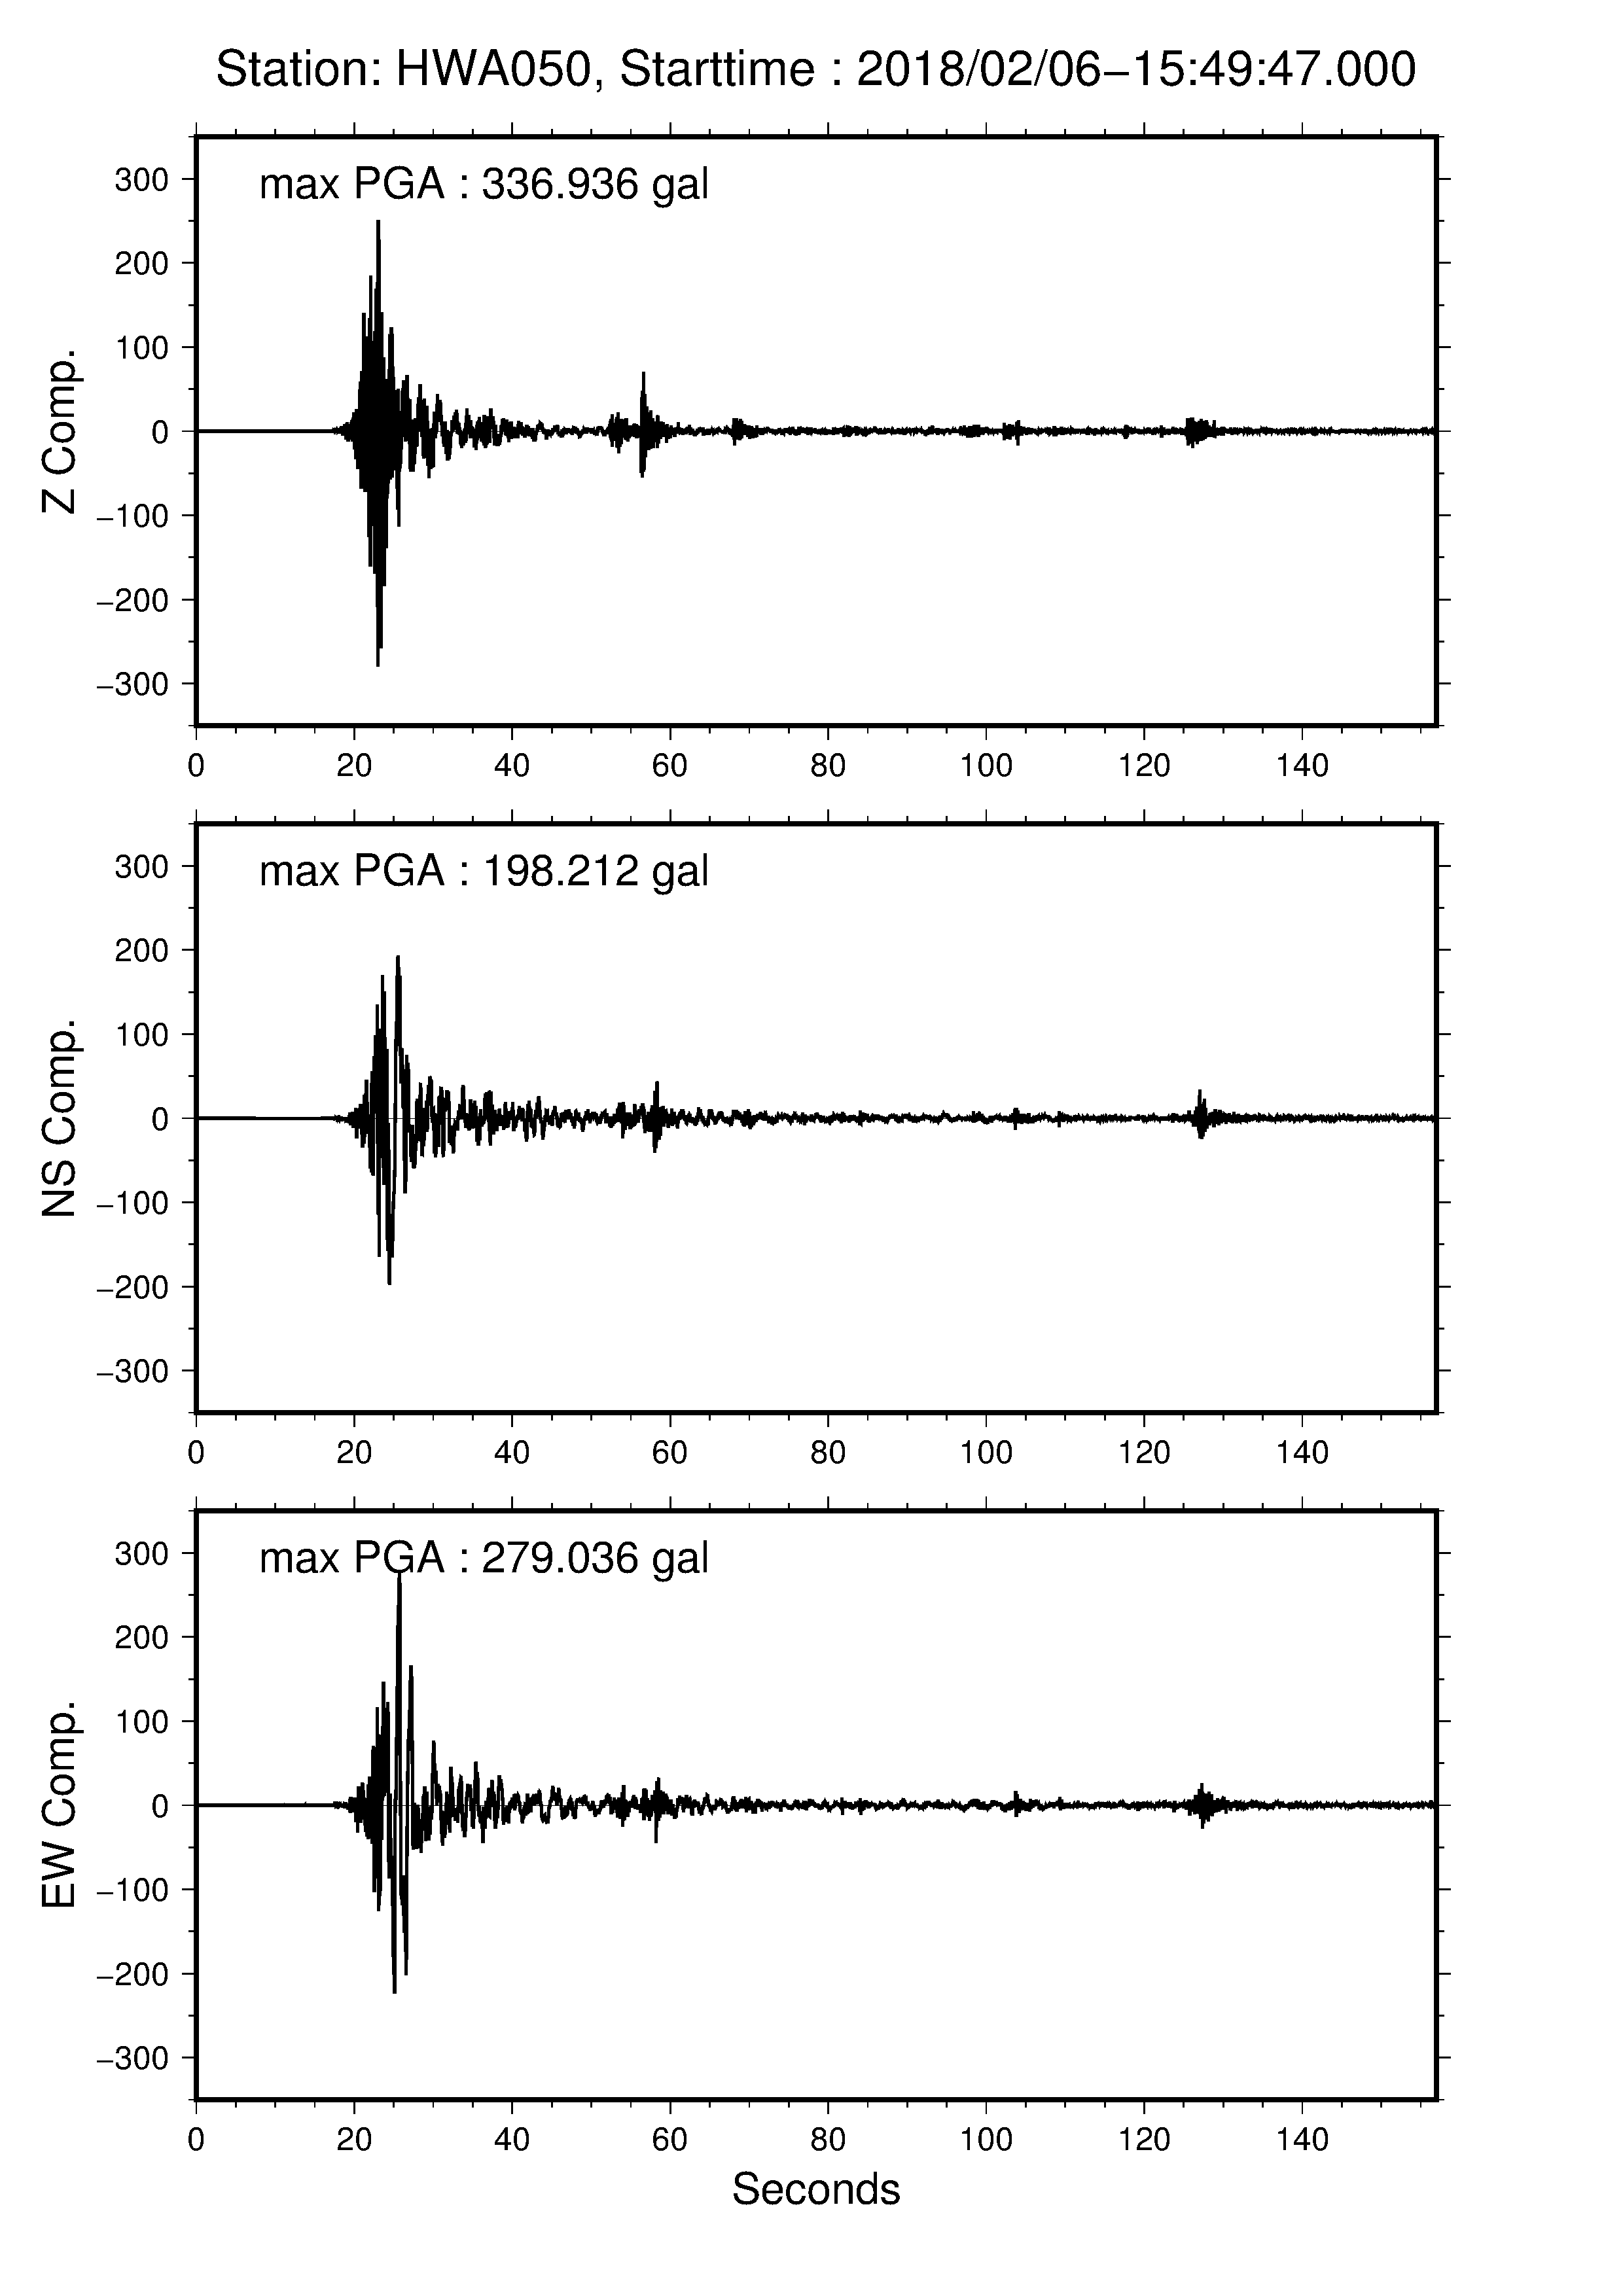 Station: HWA050, Starttime : 2018/02/06−15:49:47.000
max PGA : 336.936 gal
Z Comp.
300
200
100
0
−100
−200
−300
0 20 40 60 80 100 120 140
max PGA : 198.212 gal
NS Comp.
300
200
100
0
−100
−200
−300
0 20 40 60 80 100 120 140
max PGA : 279.036 gal
EW Comp.
300
200
100
0
−100
−200
−300
0 20 40 60 80 100 120 140
Seconds